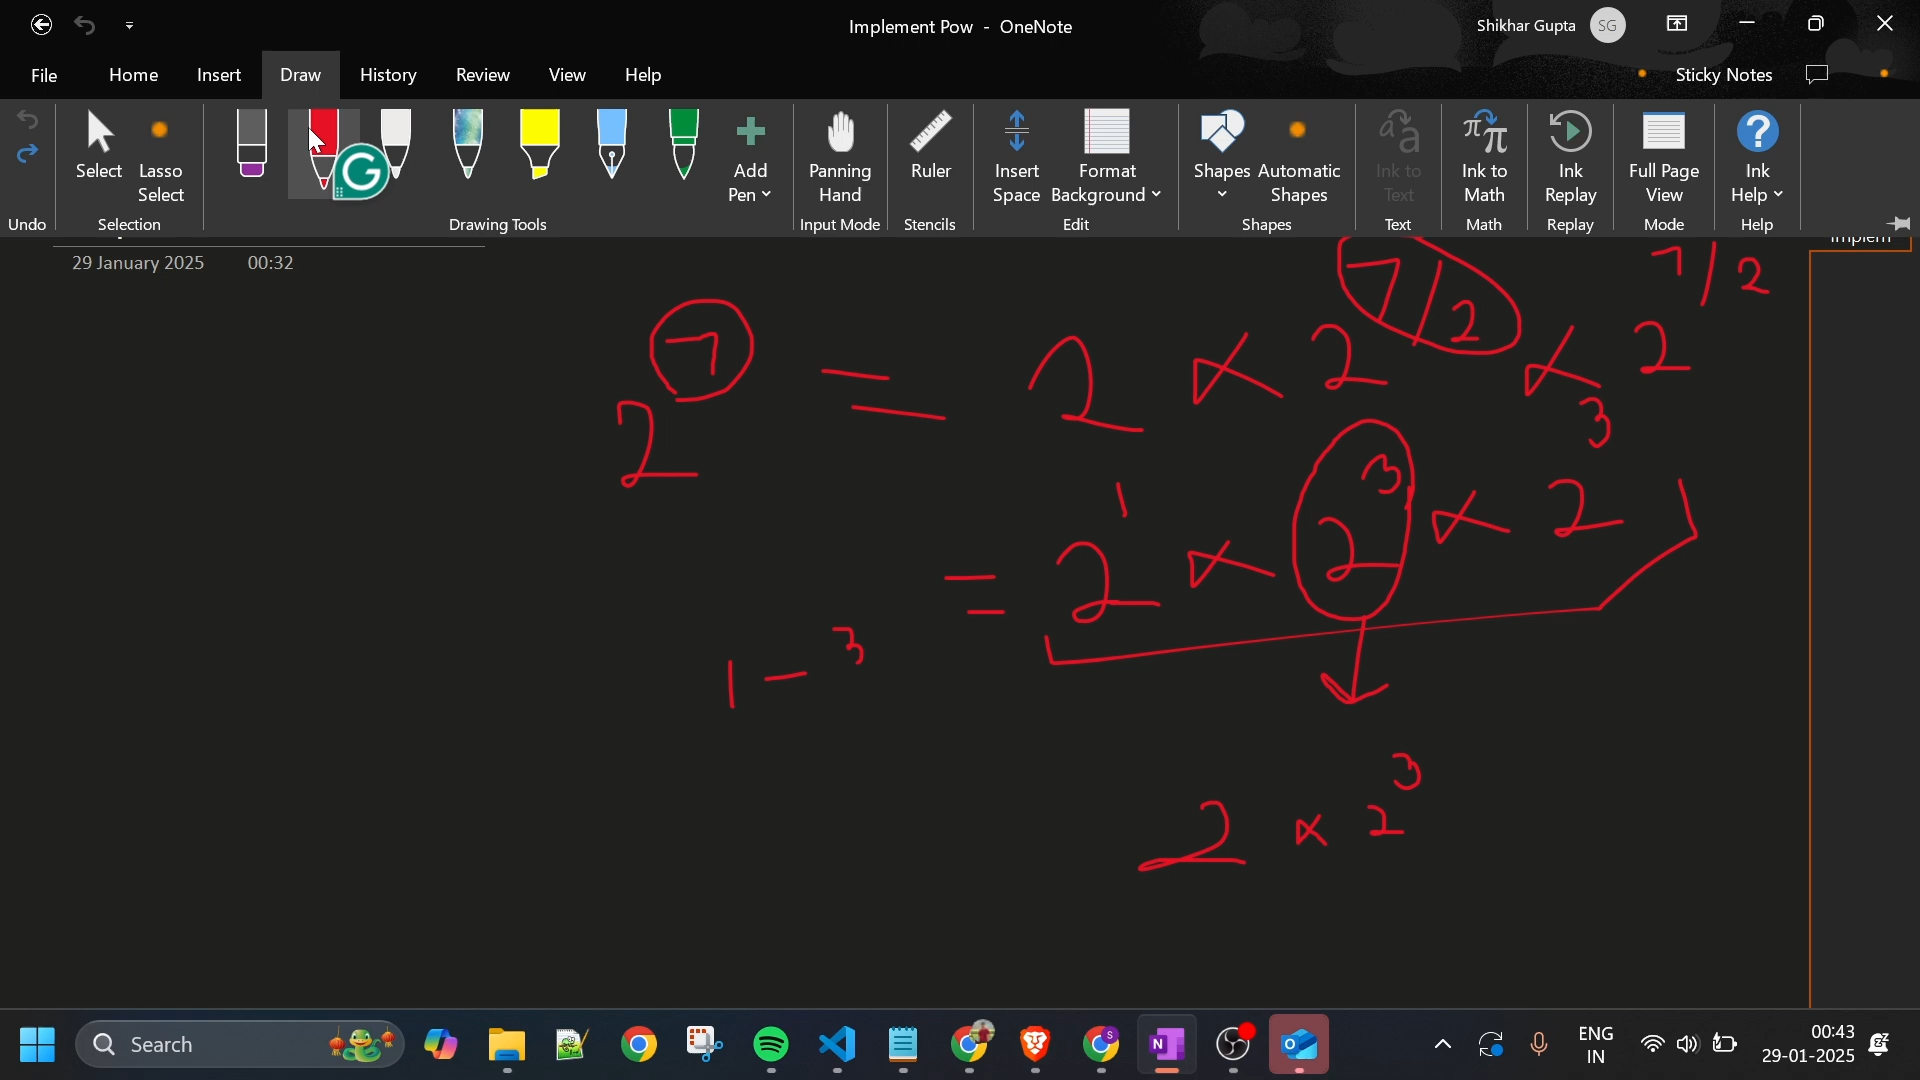 Implement Pow - OneNote
Shikhar Gupta SG
File Home Insert Draw History Review View Help
Sticky Notes
Select
Lasso Select
Add Pen
Panning Hand
Ruler
Insert Space
Format Background
Shapes
Automatic Shapes
Ink to Text
Ink to Math
Ink Replay
Full Page View
Ink Help
Undo Selection Drawing Tools Input Mode Stencils Edit Shapes Text Math Replay Mode Help
29 January 2025 00:32
2^7 = 2 × 2^7/2 × 2^7/2
= 2^1 × 2^3 × 2^3
1 - 3
2 × 2^3
Search
ENG
IN
00:43
29-01-2025